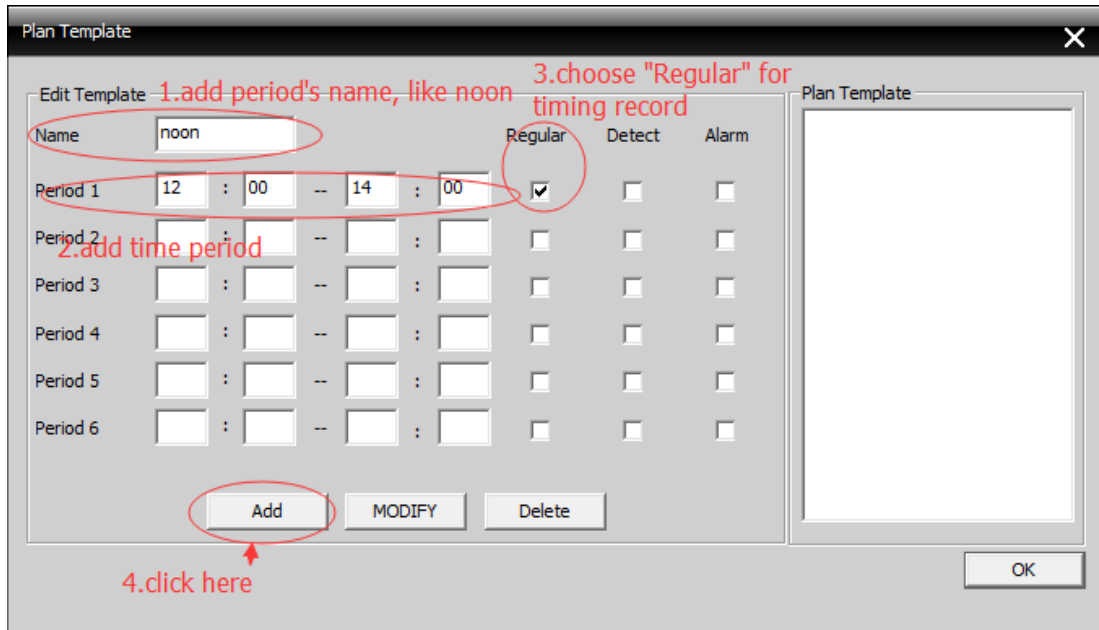 Plan Template
Edit Template
1.add period's name, like noon
3.choose "Regular" for
timing record
Plan Template
Name noon Regular Detect Alarm
Period 1 12 : 00 -- 14 : 00
Period 2 : -- :
2.add time period
Period 3 : -- :
Period 4 : -- :
Period 5 : -- :
Period 6 : -- :
Add MODIFY Delete
4.click here
OK